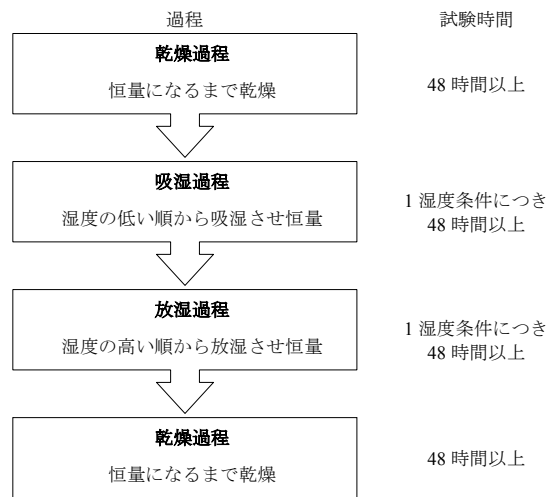 過程
試験時間
乾燥過程
恒量になるまで乾燥
48 時間以上
吸湿過程
湿度の低い順から吸湿させ恒量
1 湿度条件につき
48 時間以上
放湿過程
湿度の高い順から放湿させ恒量
1 湿度条件につき
48 時間以上
乾燥過程
恒量になるまで乾燥
48 時間以上